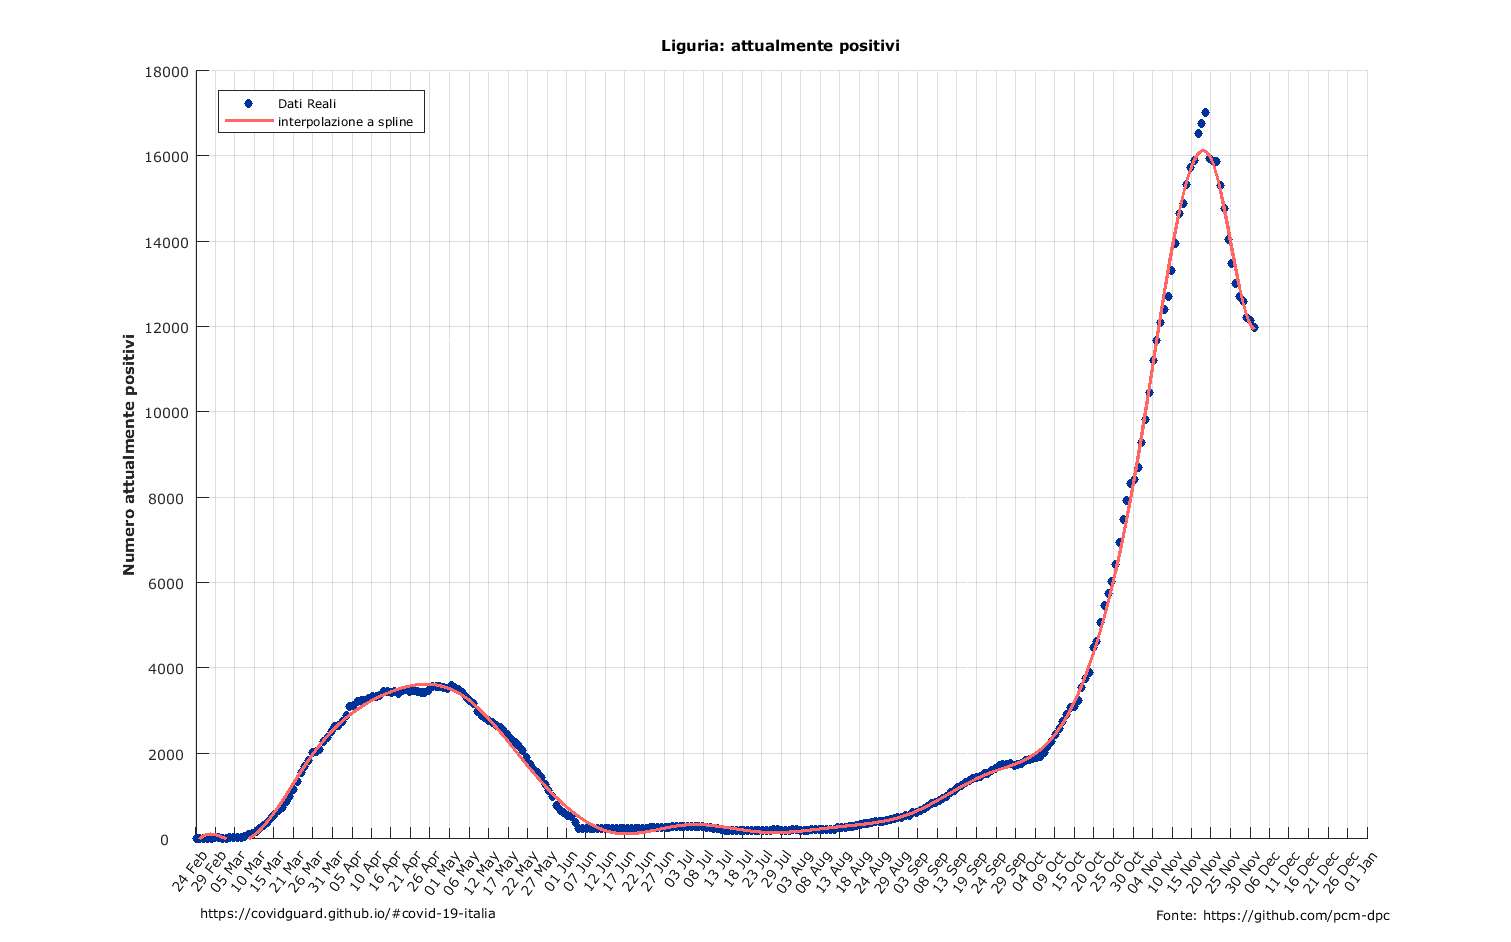 Liguria: attualmente positivi
Dati Reali
interpolazione a spline
Numero attualmente positivi
18000
16000
14000
12000
10000
8000
6000
4000
2000
0
24 Feb
29 Feb
05 Mar
10 Mar
15 Mar
21 Mar
26 Mar
31 Mar
05 Apr
10 Apr
16 Apr
21 Apr
26 Apr
01 May
06 May
12 May
17 May
22 May
27 May
01 Jun
07 Jun
12 Jun
17 Jun
22 Jun
27 Jun
03 Jul
08 Jul
13 Jul
18 Jul
23 Jul
29 Jul
03 Aug
08 Aug
13 Aug
18 Aug
24 Aug
29 Aug
03 Sep
08 Sep
13 Sep
19 Sep
24 Sep
29 Sep
04 Oct
09 Oct
15 Oct
20 Oct
25 Oct
30 Oct
04 Nov
10 Nov
15 Nov
20 Nov
25 Nov
30 Nov
06 Dec
11 Dec
16 Dec
21 Dec
26 Dec
01 Jan
https://covidguard.github.io/#covid-19-italia
Fonte: https://github.com/pcm-dpc